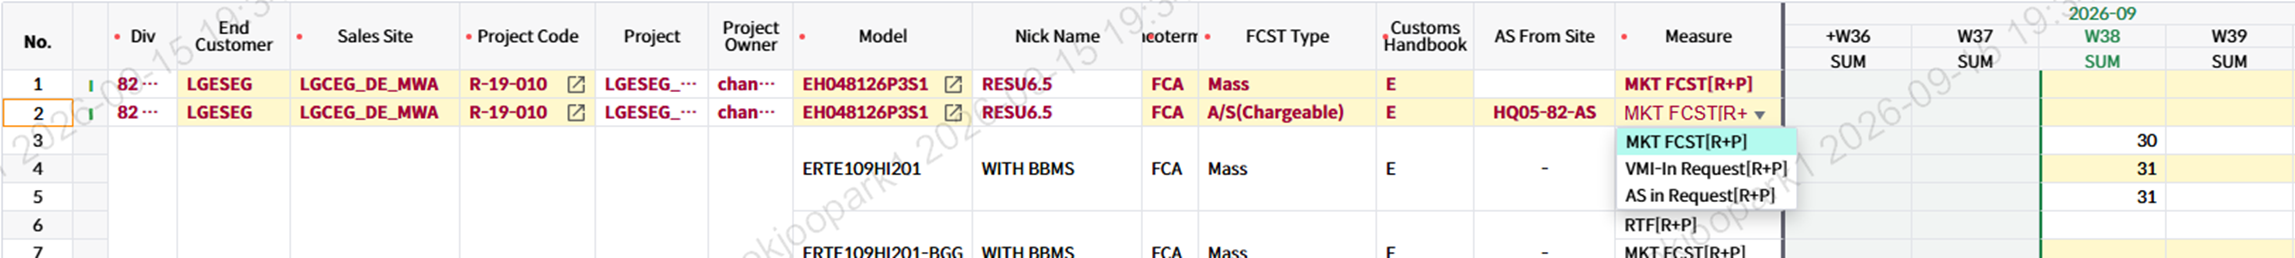 2026-09
No. Div End Customer Sales Site Project Code Project Project Owner Model Nick Name ncoterm FCST Type Customs Handbook AS From Site Measure +W36 W37 W38 W39
SUM SUM SUM SUM
1 I 82 ··· LGESEG LGCEG_DE_MWA R-19-010 LGESEG_··· chan··· EH048126P3S1 RESU6.5 FCA Mass E MKT FCST[R+P]
2 I 82 ··· LGESEG LGCEG_DE_MWA R-19-010 LGESEG_··· chan··· EH048126P3S1 RESU6.5 FCA A/S(Chargeable) E HQ05-82-AS MKT FCST[R+
3 MKT FCST[R+P] 30
4 ERTE109HI201 WITH BBMS FCA Mass E - VMI-In Request[R+P] 31
5 AS in Request[R+P] 31
6 RTF[R+P]
7 ERTE109HI201-BGG WITH BBMS FCA Mass E - MKT FCST[R+P]